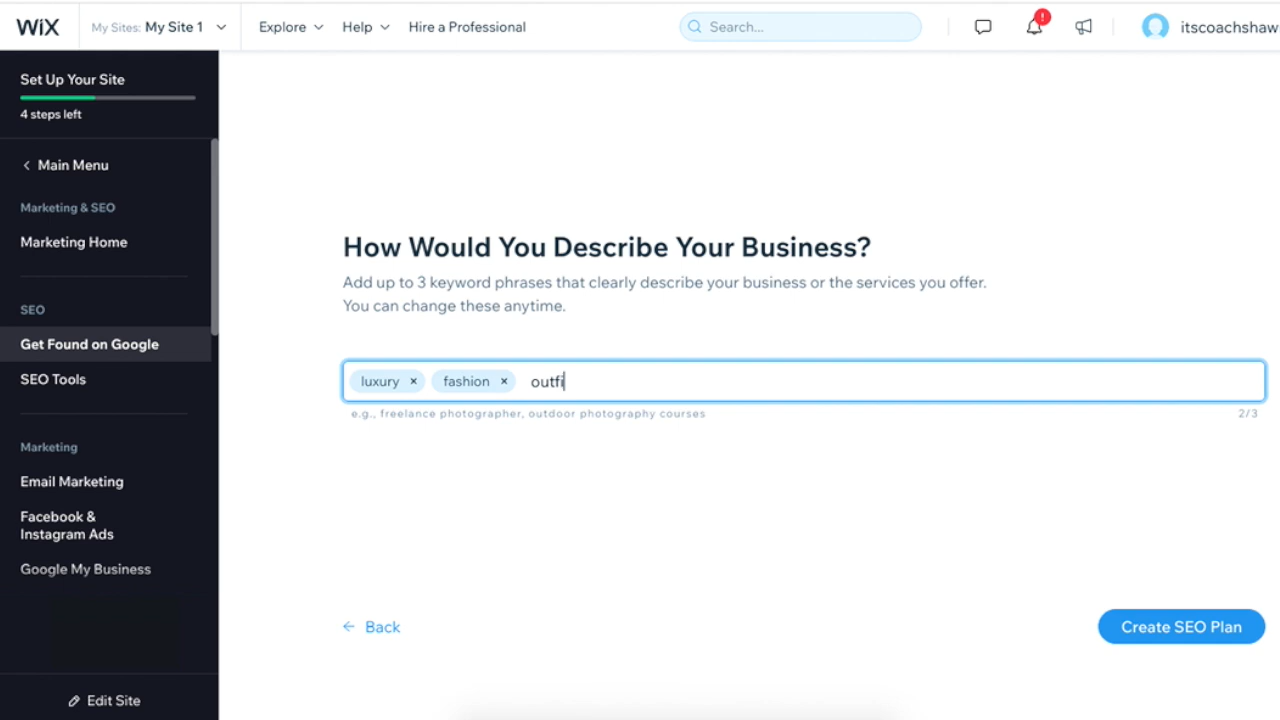 WiX My Sites: My Site 1 Explore Help Hire a Professional Search... ! itscoachshaw
Set Up Your Site
4 steps left
Main Menu
Marketing & SEO
Marketing Home
SEO
Get Found on Google
SEO Tools
Marketing
Email Marketing
Facebook &
Instagram Ads
Google My Business
Edit Site
How Would You Describe Your Business?
Add up to 3 keyword phrases that clearly describe your business or the services you offer.
You can change these anytime.
luxury × fashion × outfi
e.g., freelance photographer, outdoor photography courses 2/3
← Back Create SEO Plan